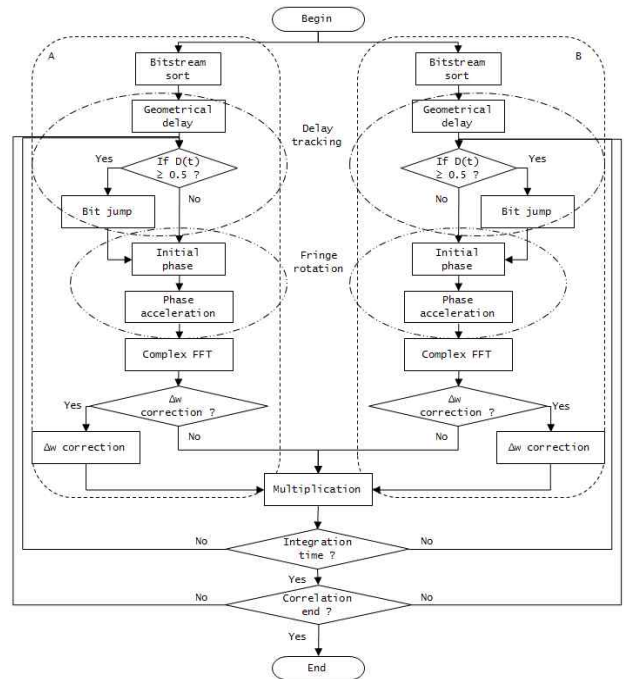 Begin
A
B
Bitstream
sort
Bitstream
sort
Geometrical
delay
Geometrical
delay
Delay
tracking
Yes
If D(t)
≥ 0.5 ?
If D(t)
≥ 0.5 ?
Yes
No
No
Bit jump
Bit jump
Initial
phase
Fringe
rotation
Initial
phase
Phase
acceleration
Phase
acceleration
Complex FFT
Complex FFT
Yes
Δw
correction ?
Δw
correction ?
Yes
No
No
Δw correction
Δw correction
Multiplication
No
Integration
time ?
No
Yes
No
Correlation
end ?
No
Yes
End